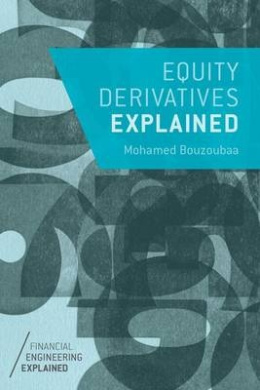 EQUITY
DERIVATIVES
EXPLAINED
Mohamed Bouzoubaa
FINANCIAL
ENGINEERING
EXPLAINED